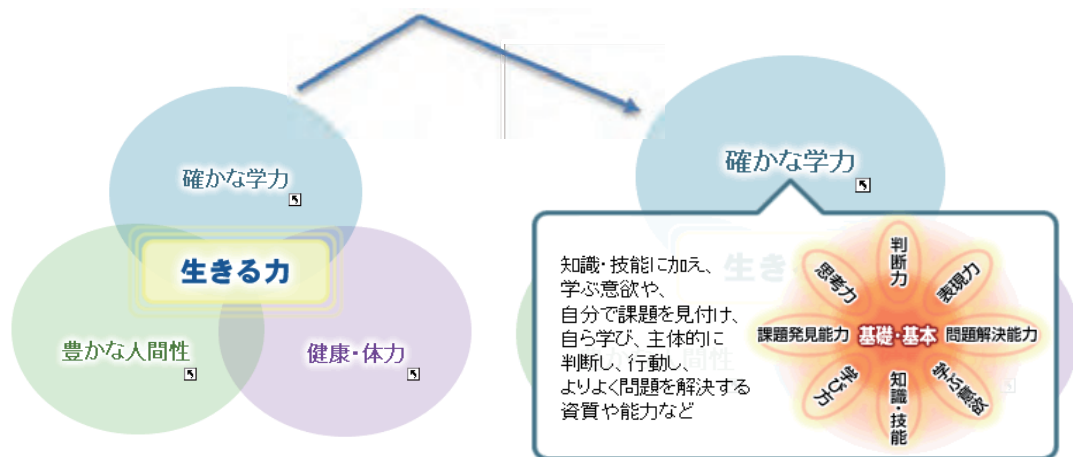 確かな学力
生きる力
豊かな人間性
健康・体力
確かな学力
知識・技能に加え、
学ぶ意欲や、
自分で課題を見付け、
自ら学び、主体的に
判断し、行動し、
よりよく問題を解決する
資質や能力など
判断力
思考力
表現力
課題発見能力
基礎・基本
問題解決能力
学び方
知識・技能
学ぶ意欲